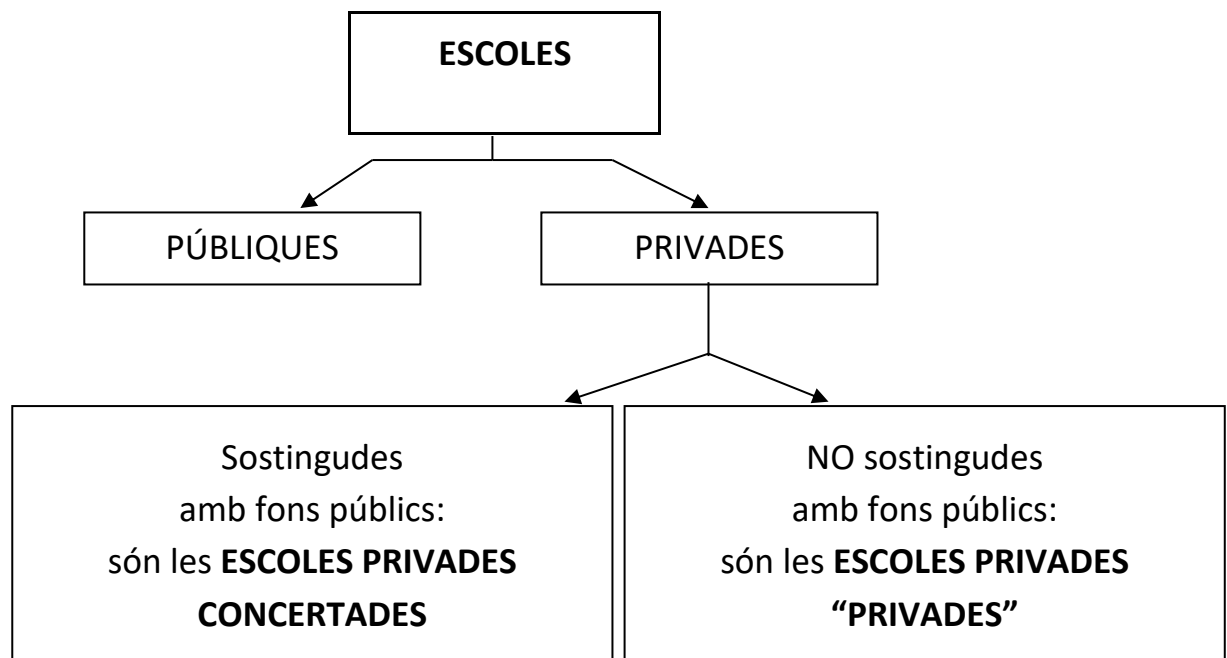 ESCOLES
PÚBLIQUES
PRIVADES
Sostingudes
amb fons públics:
són les ESCOLES PRIVADES
CONCERTADES
NO sostingudes
amb fons públics:
són les ESCOLES PRIVADES
“PRIVADES”